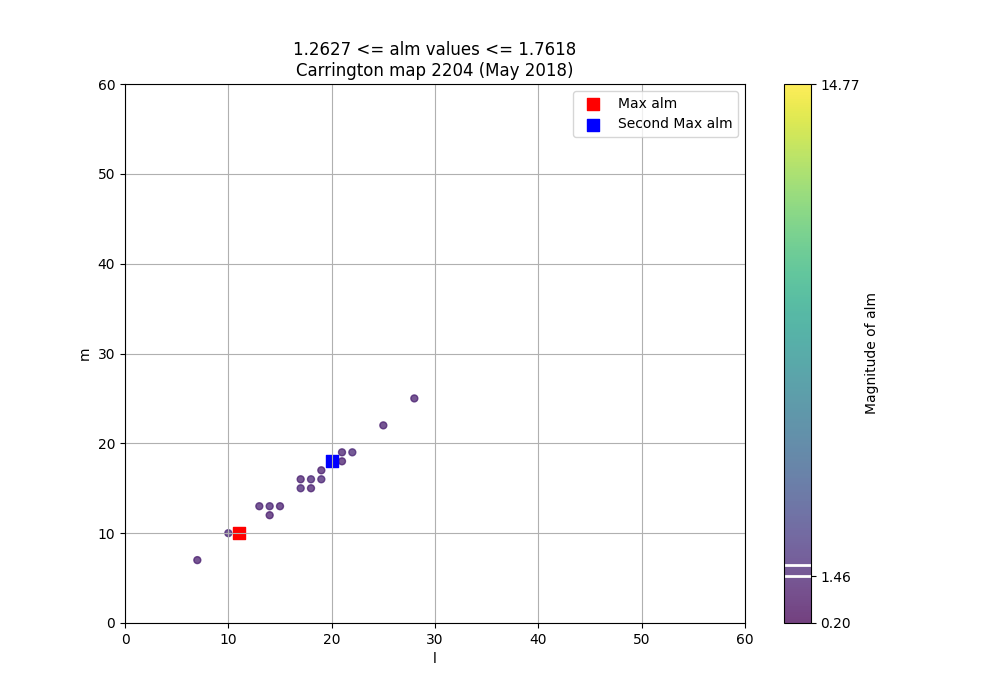 1.2627 <= alm values <= 1.7618
Carrington map 2204 (May 2018)
Max alm
Second Max alm
60
50
40
30
20
10
0
m
0 10 20 30 40 50 60
l
14.77
1.46
0.20
Magnitude of alm